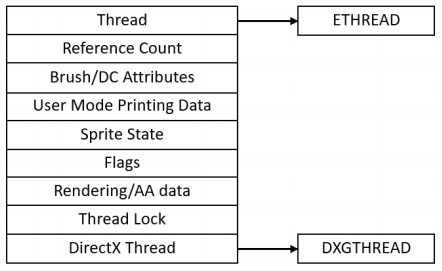 Thread
ETHREAD
Reference Count
Brush/DC Attributes
User Mode Printing Data
Sprite State
Flags
Rendering/AA data
Thread Lock
DirectX Thread
DXGTHREAD